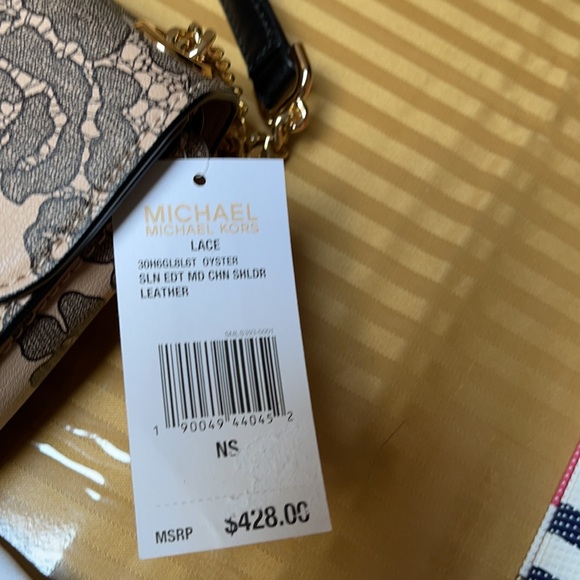 MICHAEL
MICHAEL KORS
LACE
30H6GL8L6T OYSTER
SLN EDT MD CHN SHLDR
LEATHER
1 90049 44045 2
NS
MSRP $428.00